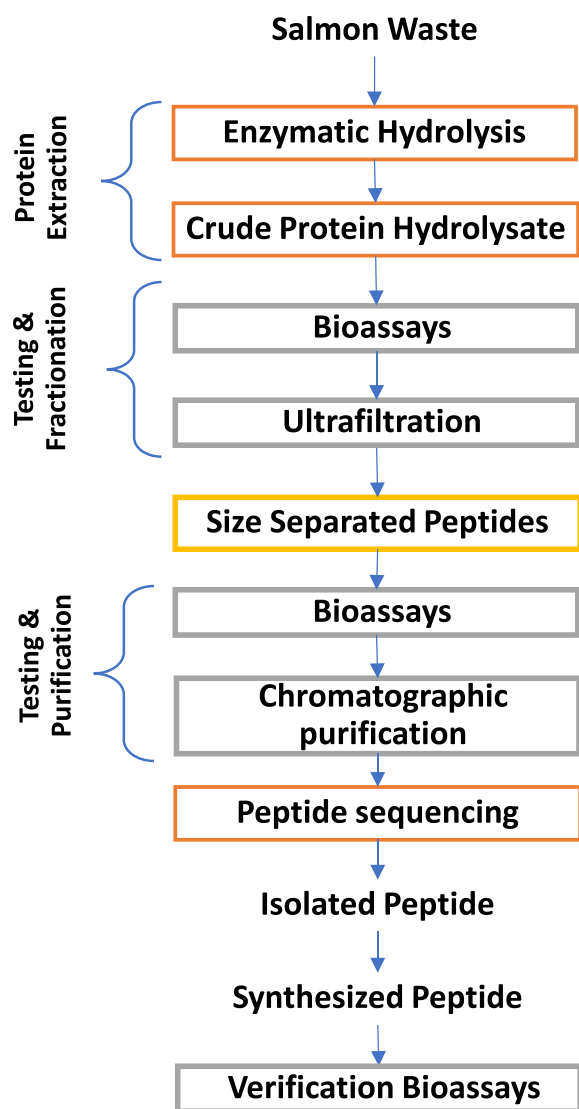 Salmon Waste
Protein
Extraction
Enzymatic Hydrolysis
Crude Protein Hydrolysate
Testing &
Fractionation
Bioassays
Ultrafiltration
Size Separated Peptides
Testing &
Purification
Bioassays
Chromatographic
purification
Peptide sequencing
Isolated Peptide
Synthesized Peptide
Verification Bioassays